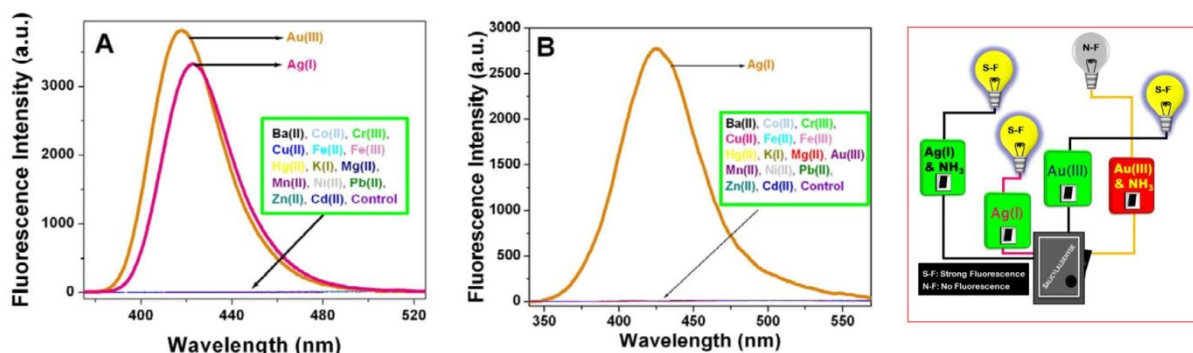 A
Fluorescence Intensity (a.u.)
3000
2000
1000
0
400
440
480
520
Wavelength (nm)
Au(III)
Ag(I)
Ba(II), Co(II), Cr(III),
Cu(II), Fe(II), Fe(III)
Hg(II), K(I), Mg(II),
Mn(II), Ni(II), Pb(II),
Zn(II), Cd(II), Control
B
Fluorescence Intensity (a.u.)
3000
2500
2000
1500
1000
500
0
350
400
450
500
550
Wavelength (nm)
Ag(I)
Ba(II), Co(II), Cr(III),
Cu(II), Fe(II), Fe(III)
Hg(II), K(I), Mg(II), Au(III)
Mn(II), Ni(II), Pb(II)
Zn(II), Cd(II), Control
N-F
S-F
S-F
S-F
Ag(I)
& NH3
Ag(I)
Au(III)
Au(III)
& NH3
SALICYLALDEHYDE
S-F: Strong Fluorescence
N-F: No Fluorescence